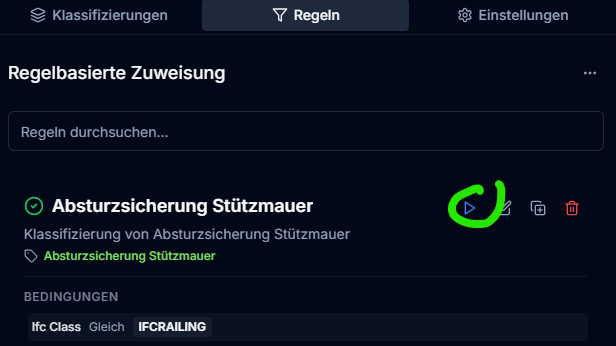 Klassifizierungen Regeln Einstellungen
Regelbasierte Zuweisung
Regeln durchsuchen...
Absturzsicherung Stützmauer
Klassifizierung von Absturzsicherung Stützmauer
Absturzsicherung Stützmauer
BEDINGUNGEN
Ifc Class Gleich IFCRAILING